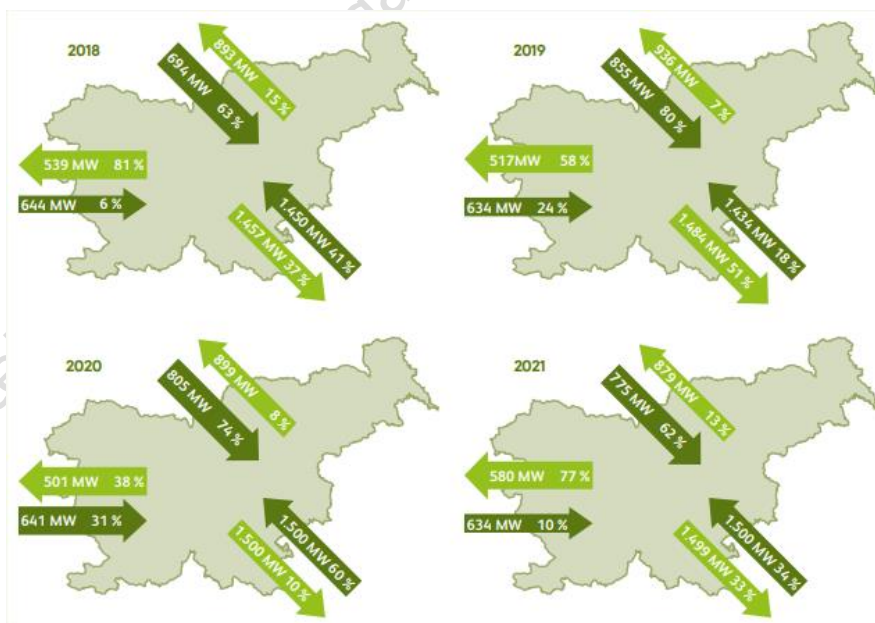 2018
893 MW 15 %
694 MW 63 %
539 MW 81 %
644 MW 6 %
1.450 MW 41 %
1.457 MW 37 %
2019
936 MW 7 %
855 MW 80 %
517MW 58 %
634 MW 24 %
1.434 MW 18 %
1.484 MW 51 %
2020
899 MW 8 %
805 MW 74 %
501 MW 38 %
641 MW 31 %
1.500 MW 60 %
1.500 MW 10 %
2021
879 MW 13 %
775 MW 62 %
580 MW 77 %
634 MW 10 %
1.500 MW 34 %
1.499 MW 33 %